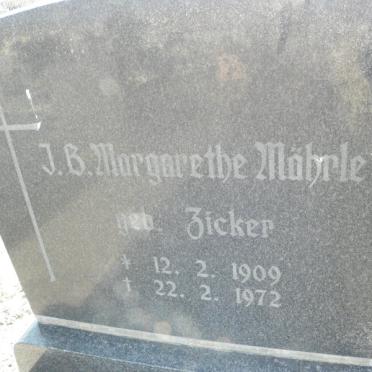 J.B. Margarethe Mährle
geb. Zicker
* 12. 2. 1909
† 22. 2. 1972